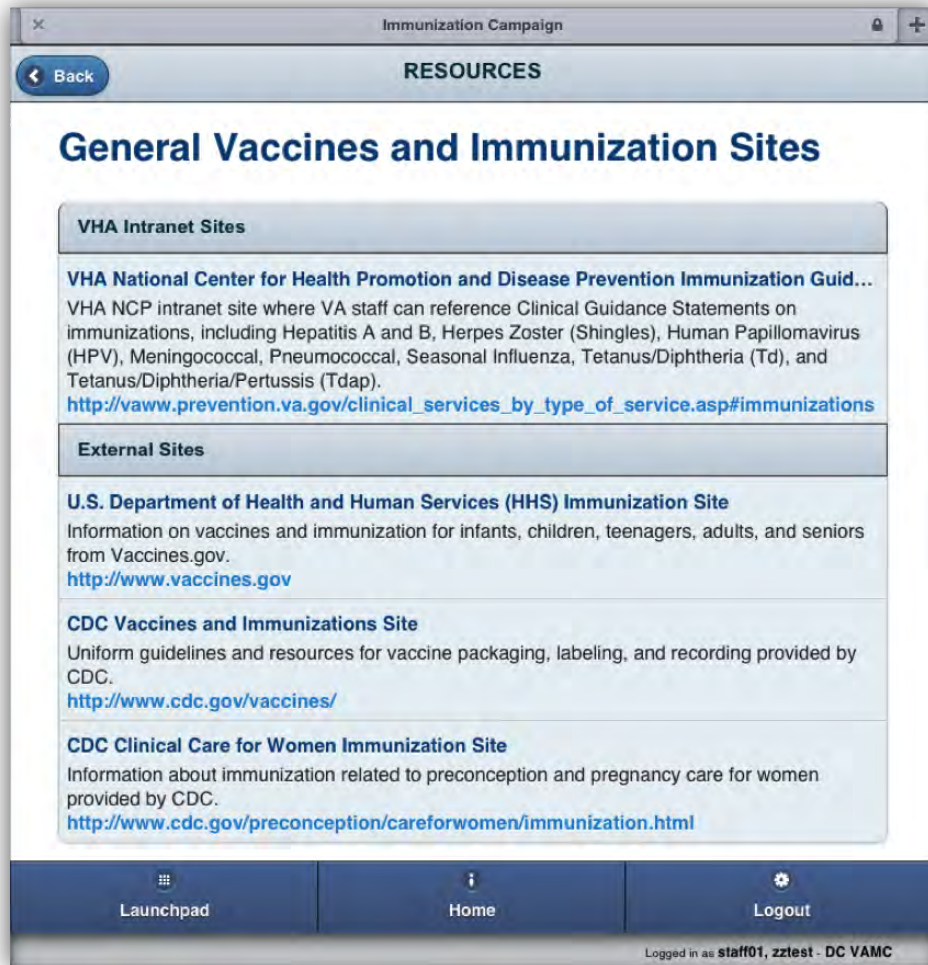 Immunization Campaign
Back
RESOURCES
General Vaccines and Immunization Sites
VHA Intranet Sites
VHA National Center for Health Promotion and Disease Prevention Immunization Guid...
VHA NCP intranet site where VA staff can reference Clinical Guidance Statements on
immunizations, including Hepatitis A and B, Herpes Zoster (Shingles), Human Papillomavirus
(HPV), Meningococcal, Pneumococcal, Seasonal Influenza, Tetanus/Diphtheria (Td), and
Tetanus/Diphtheria/Pertussis (Tdap).
http://vaww.prevention.va.gov/clinical_services_by_type_of_service.asp#immunizations
External Sites
U.S. Department of Health and Human Services (HHS) Immunization Site
Information on vaccines and immunization for infants, children, teenagers, adults, and seniors
from Vaccines.gov.
http://www.vaccines.gov
CDC Vaccines and Immunizations Site
Uniform guidelines and resources for vaccine packaging, labeling, and recording provided by
CDC.
http://www.cdc.gov/vaccines/
CDC Clinical Care for Women Immunization Site
Information about immunization related to preconception and pregnancy care for women
provided by CDC.
http://www.cdc.gov/preconception/careforwomen/immunization.html
Launchpad
Home
Logout
Logged in as staff01, zztest - DC VAMC